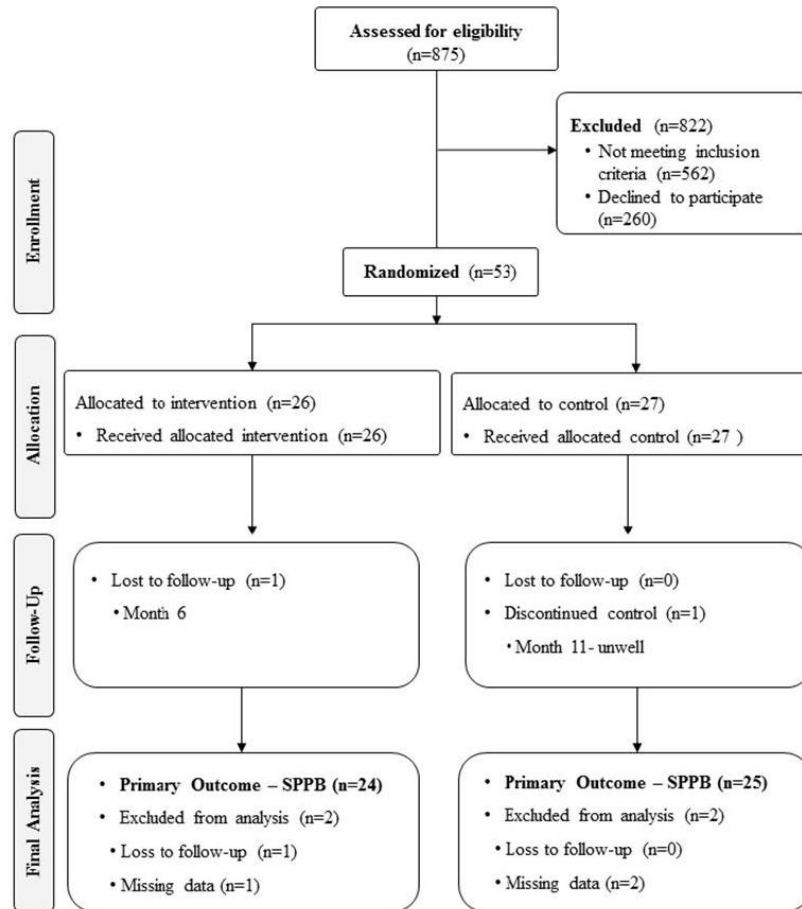 Assessed for eligibility
(n=875)
Enrollment
Excluded (n=822)
• Not meeting inclusion
criteria (n=562)
• Declined to participate
(n=260)
Randomized (n=53)
Allocation
Allocated to intervention (n=26)
• Received allocated intervention (n=26)
Allocated to control (n=27)
• Received allocated control (n=27 )
Follow-Up
• Lost to follow-up (n=1)
• Month 6
• Lost to follow-up (n=0)
• Discontinued control (n=1)
• Month 11- unwell
Final Analysis
• Primary Outcome – SPPB (n=24)
• Excluded from analysis (n=2)
• Loss to follow-up (n=1)
• Missing data (n=1)
• Primary Outcome – SPPB (n=25)
• Excluded from analysis (n=2)
• Loss to follow-up (n=0)
• Missing data (n=2)